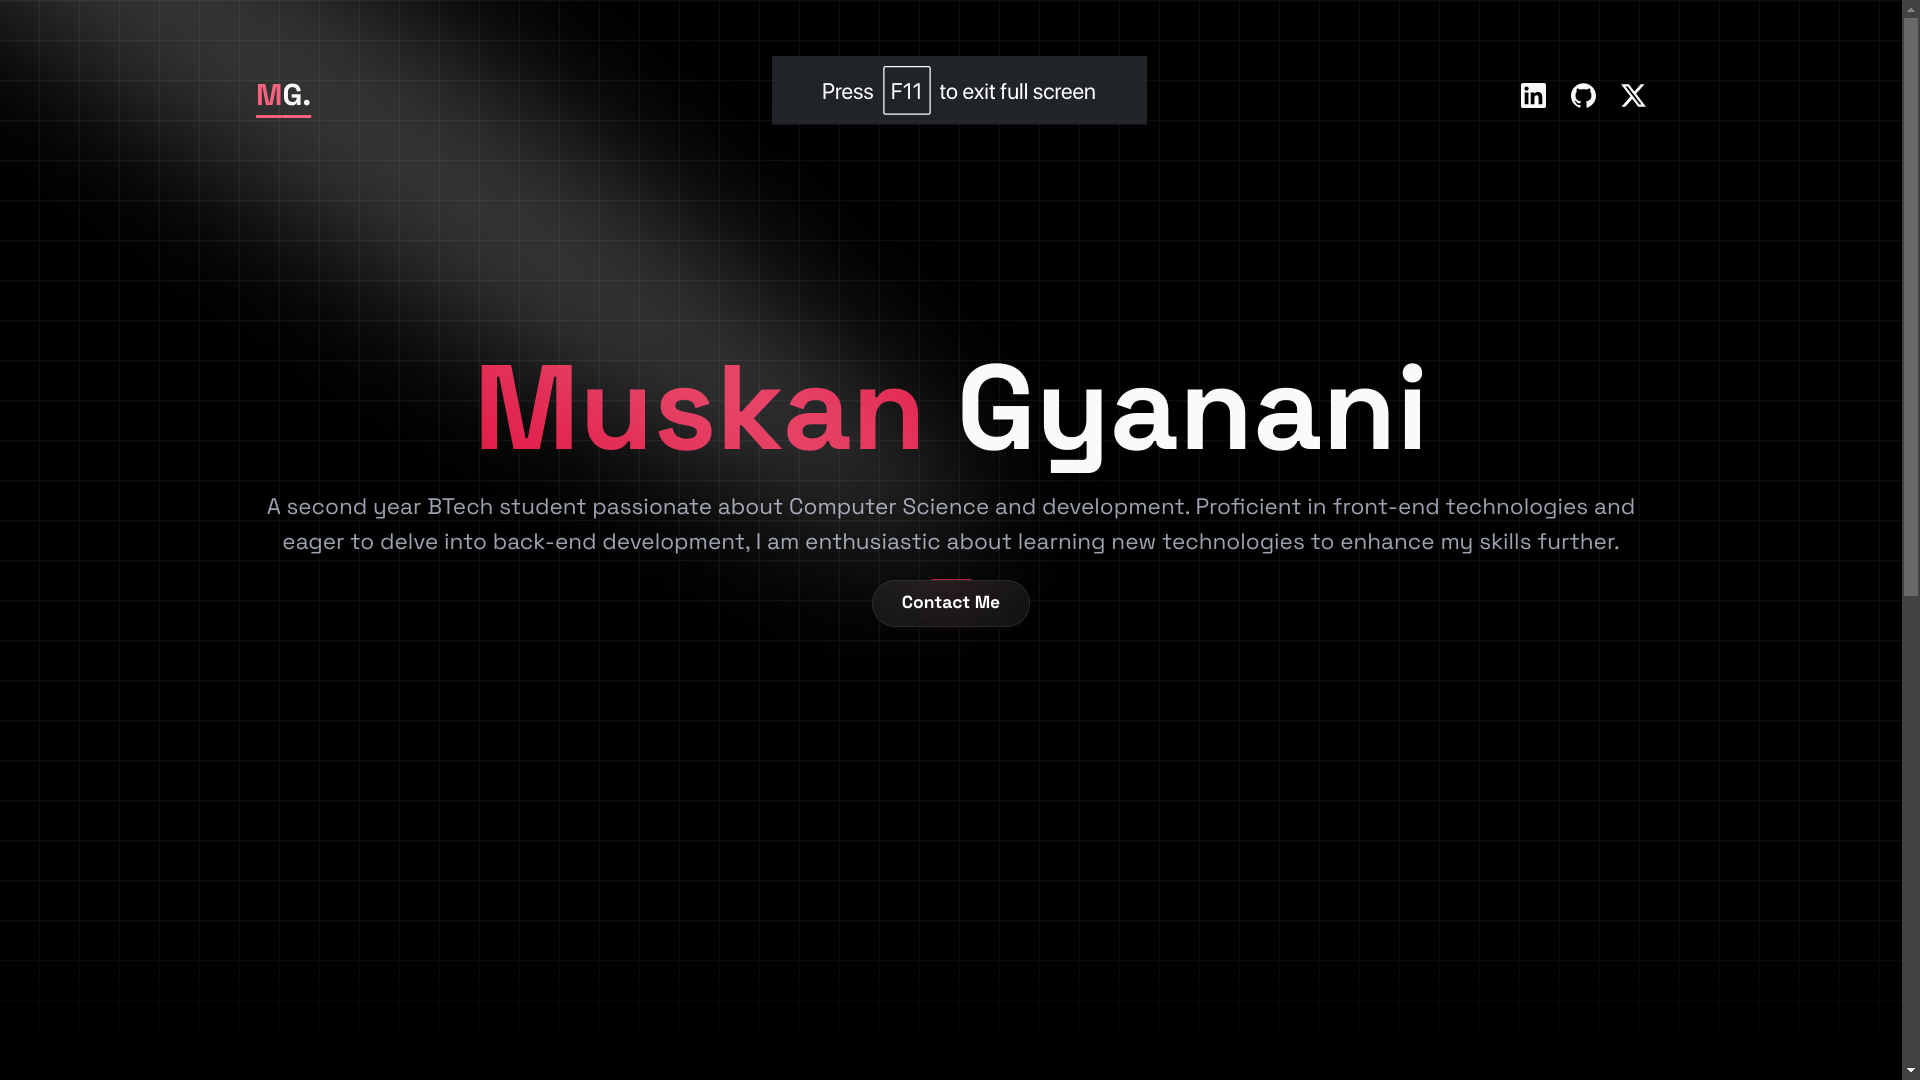 MG.
Press F11 to exit full screen
Muskan Gyanani
A second year BTech student passionate about Computer Science and development. Proficient in front-end technologies and
eager to delve into back-end development, I am enthusiastic about learning new technologies to enhance my skills further.
Contact Me